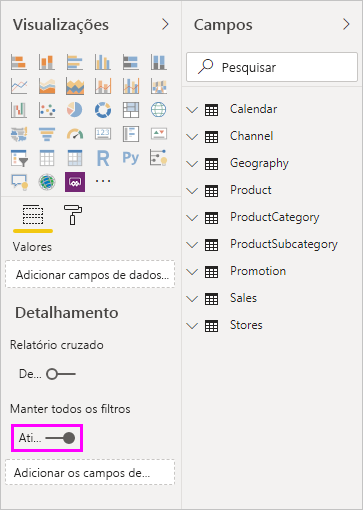 Visualizações
123
R Py
Valores
Adicionar campos de dados...
Detalhamento
Relatório cruzado
De...
Manter todos os filtros
Ati...
Adicionar os campos de...
Campos
Pesquisar
Calendar
Channel
Geography
Product
ProductCategory
ProductSubcategory
Promotion
Sales
Stores